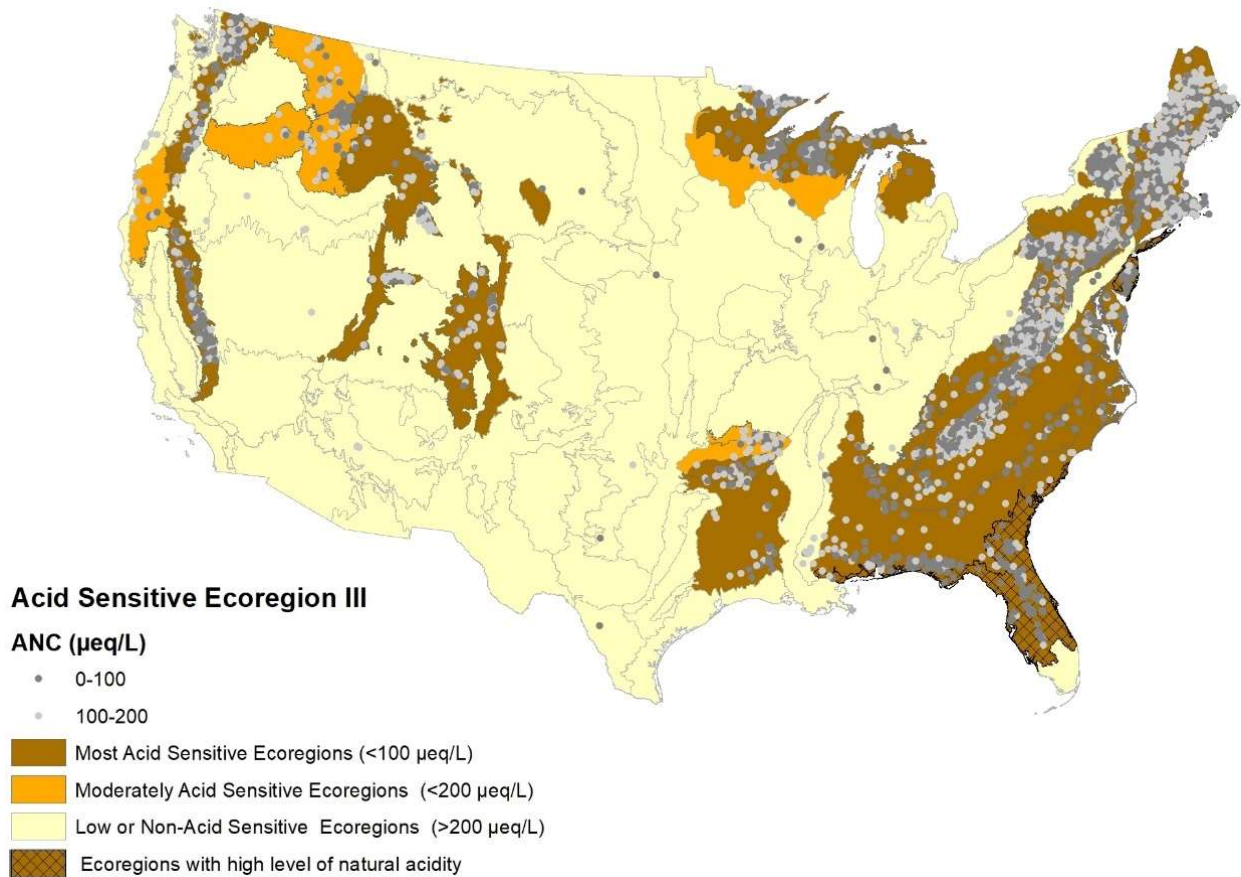 Acid Sensitive Ecoregion III
ANC (µeq/L)
0-100
100-200
Most Acid Sensitive Ecoregions (<100 µeq/L)
Moderately Acid Sensitive Ecoregions (<200 µeq/L)
Low or Non-Acid Sensitive Ecoregions (>200 µeq/L)
Ecoregions with high level of natural acidity